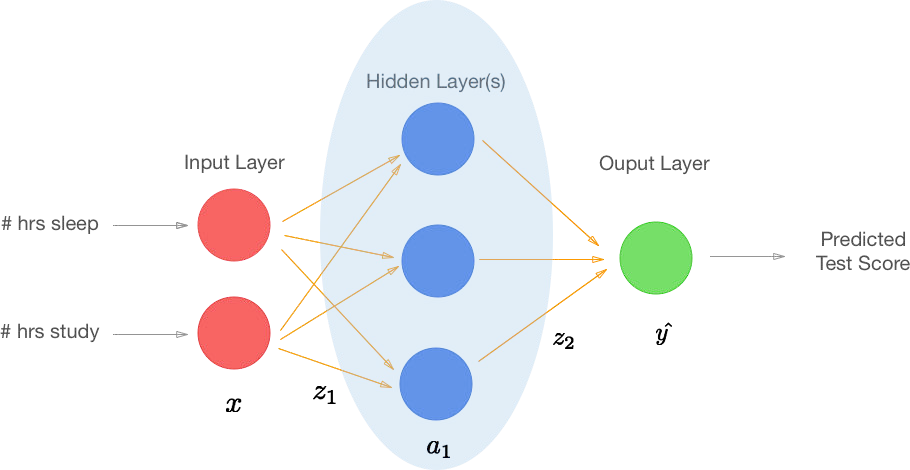 Hidden Layer(s)
Input Layer
Ouput Layer
# hrs sleep
Predicted
Test Score
# hrs study
x
z₁
a₁
z₂
ŷ